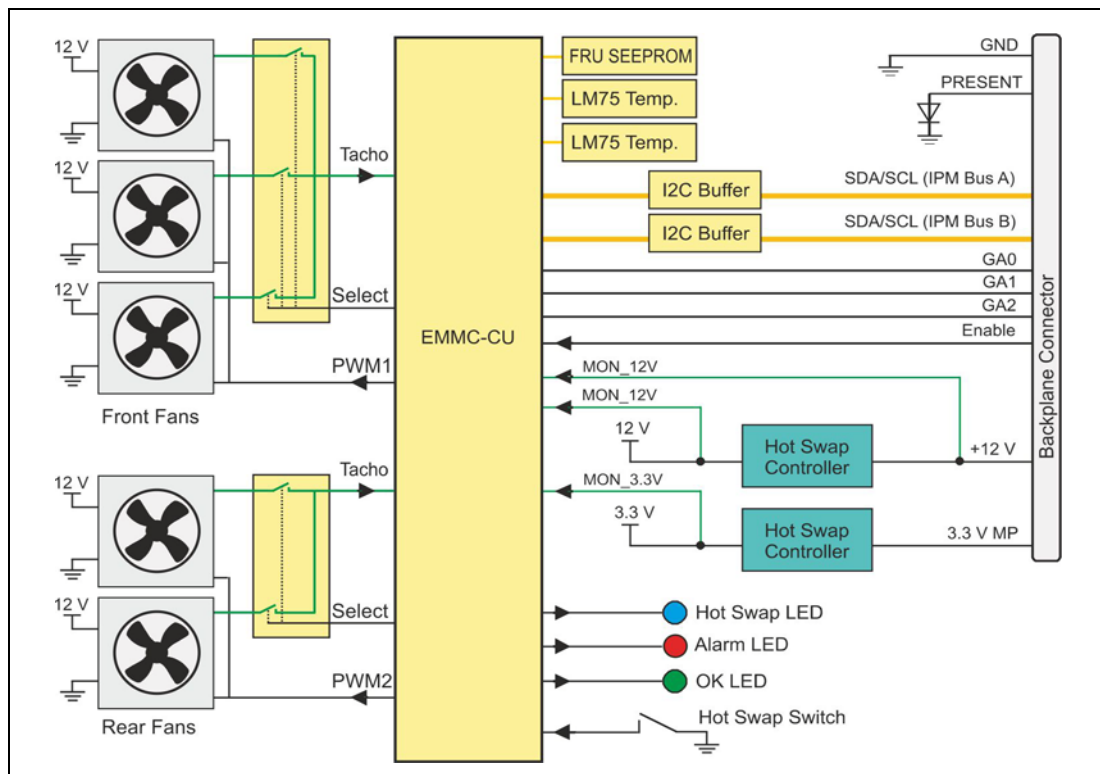 12 V
12 V
12 V
Tacho
Select
PWM1
Front Fans
12 V
12 V
Tacho
Select
PWM2
Rear Fans
EMMC-CU
FRU SEEPROM
LM75 Temp.
LM75 Temp.
I2C Buffer
I2C Buffer
GND
PRESENT
SDA/SCL (IPM Bus A)
SDA/SCL (IPM Bus B)
GA0
GA1
GA2
Enable
MON_12V
MON_12V
12 V
Hot Swap
Controller
+12 V
MON_3.3V
3.3 V
Hot Swap
Controller
3.3 V MP
Backplane Connector
Hot Swap LED
Alarm LED
OK LED
Hot Swap Switch